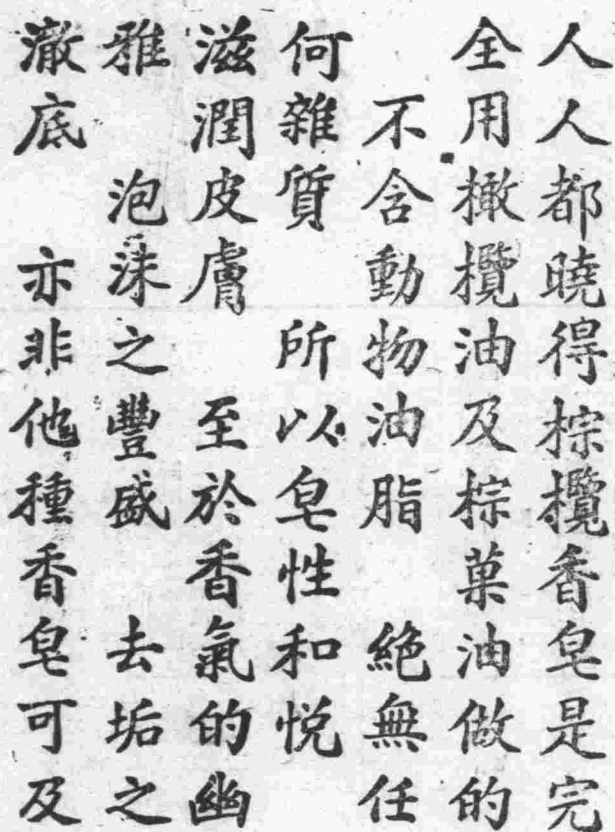 人人都曉得棕欖香皂是完
全用橄欖油及棕菓油做的
不含動物油脂 絕無任
何雜質 所以皂性和悅
滋潤皮膚 至於香氣的幽
雅 泡沫之豐盛 去垢之
澈底 亦非他種香皂可及